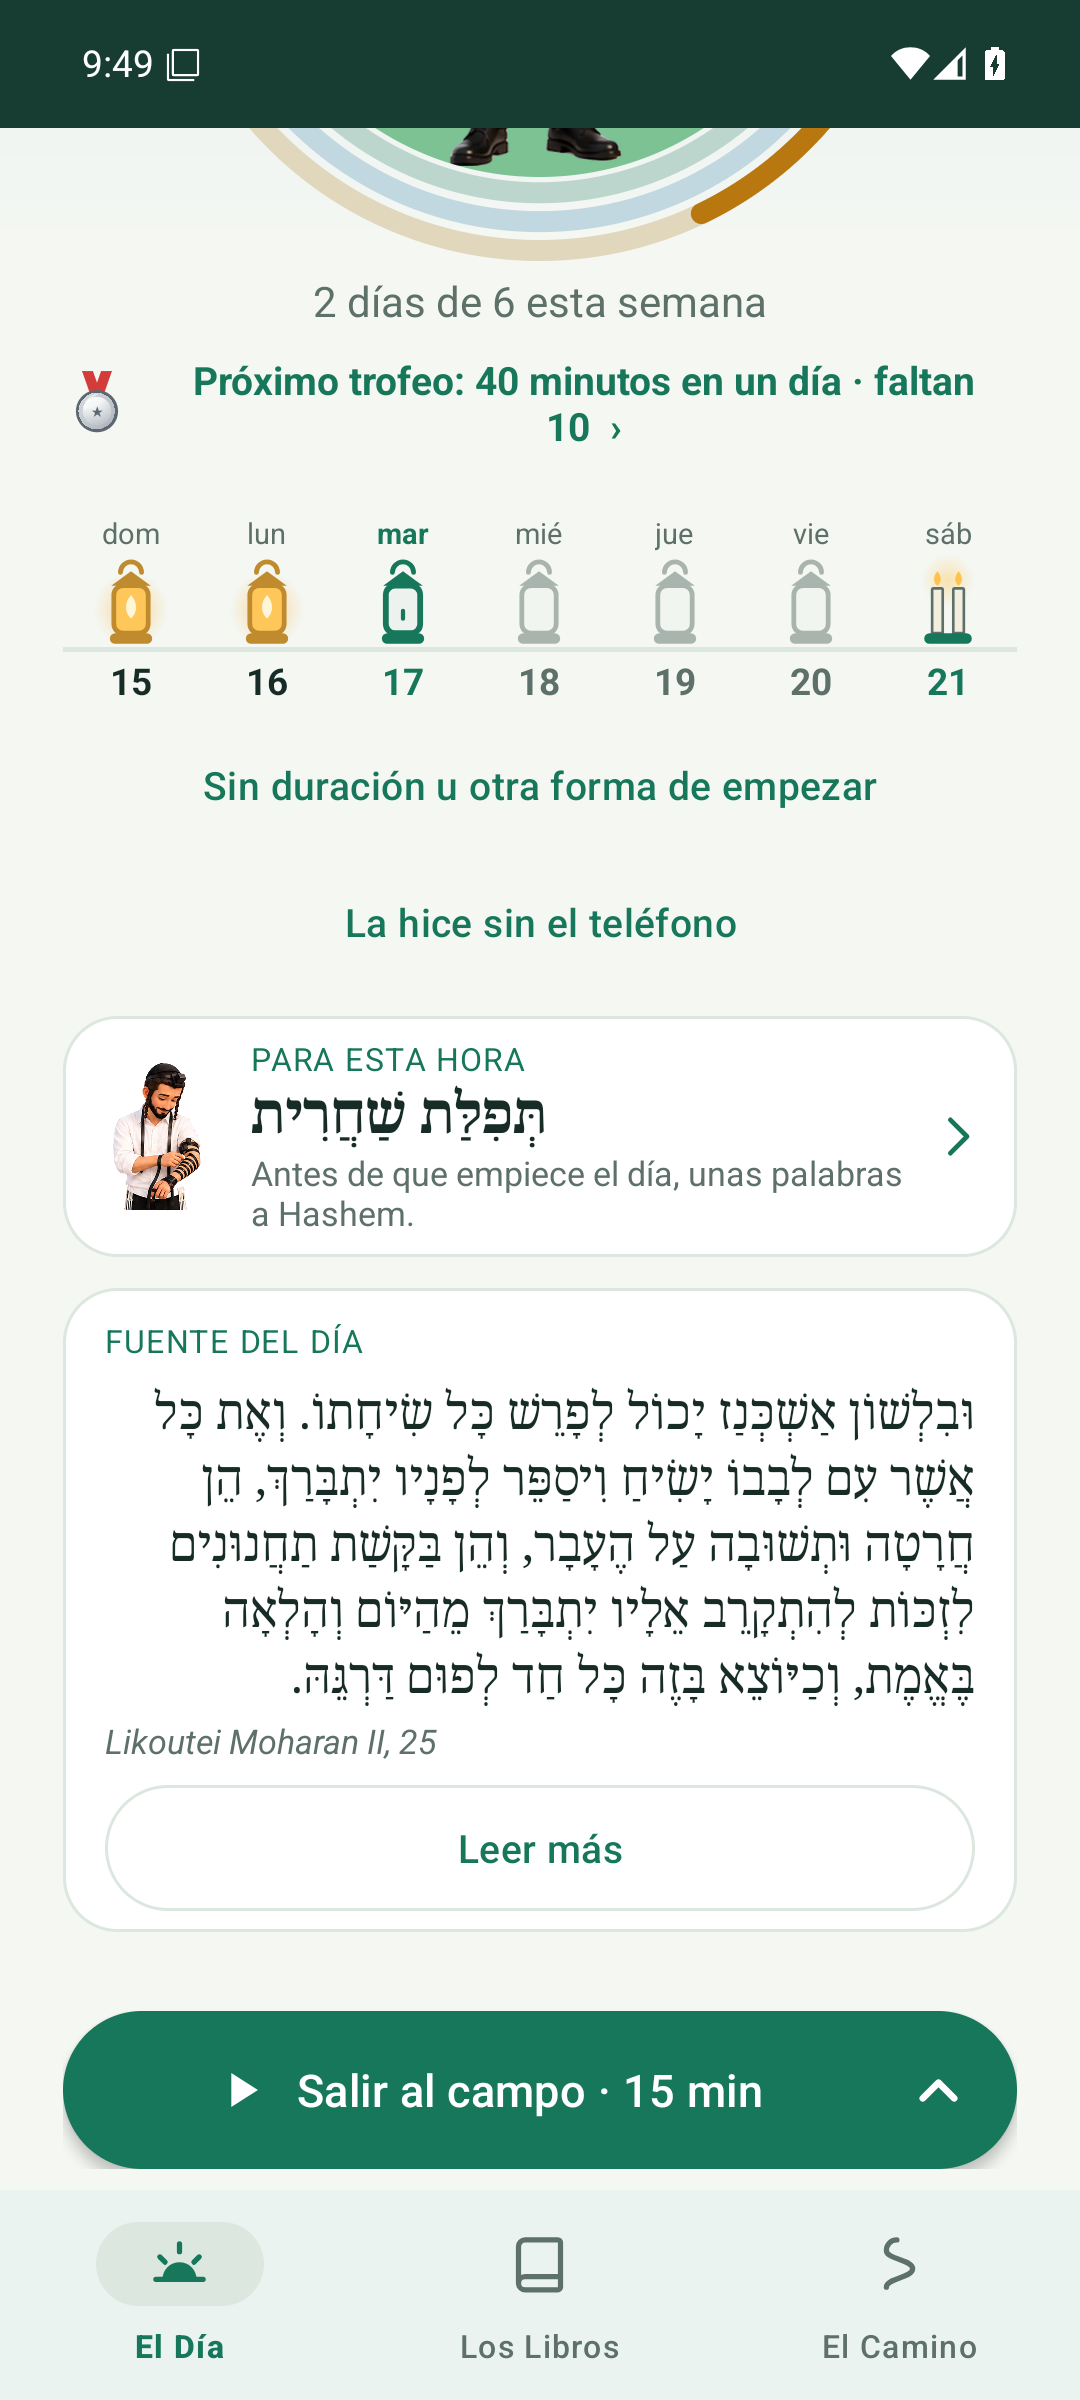 9:49
2 días de 6 esta semana
Próximo trofeo: 40 minutos en un día · faltan
10 ›
dom lun mar mié jue vie sáb
15 16 17 18 19 20 21
Sin duración u otra forma de empezar
La hice sin el teléfono
PARA ESTA HORA
תְּפִלַּת שַׁחֲרִית
Antes de que empiece el día, unas palabras
a Hashem.
FUENTE DEL DÍA
וּבִלְשׁוֹן אַשְׁכְּנַז יָכוֹל לְפָרֵשׁ כָּל שִׂיחָתוֹ. וְאֶת כָּל
אֲשֶׁר עִם לְבָבוֹ יָשִׂיחַ וִיסַפֵּר לְפָנָיו יִתְבָּרַךְ, הֵן
חֲרָטָה וּתְשׁוּבָה עַל הֶעָבָר, וְהֵן בַּקָּשַׁת תַּחֲנוּנִים
לִזְכּוֹת לְהִתְקָרֵב אֵלָיו יִתְבָּרַךְ מֵהַיּוֹם וְהָלְאָה
בֶּאֱמֶת, וְכַיּוֹצֵא בָּזֶה כָּל חַד לְפוּם דַּרְגֵּהּ.
Likoutei Moharan II, 25
Leer más
Salir al campo · 15 min
El Día Los Libros El Camino